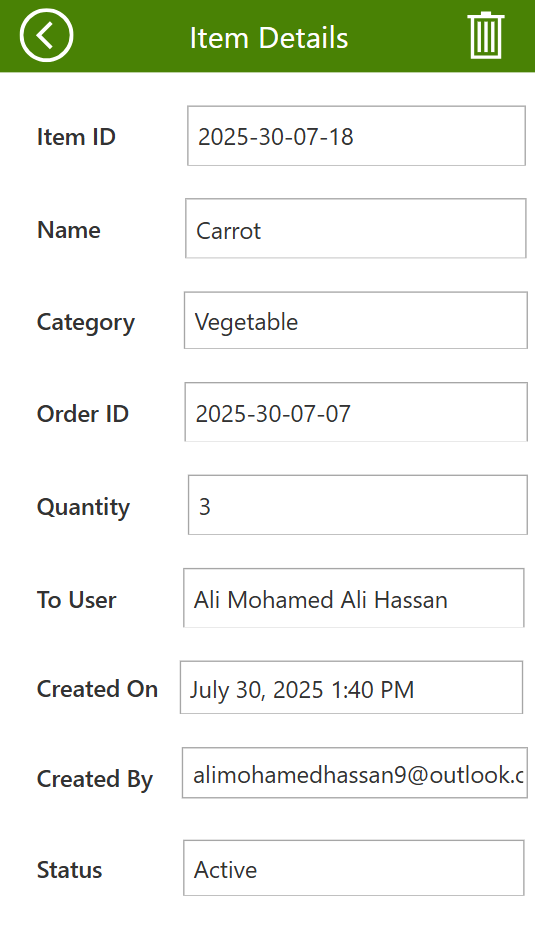 Item Details
Item ID 2025-30-07-18
Name Carrot
Category Vegetable
Order ID 2025-30-07-07
Quantity 3
To User Ali Mohamed Ali Hassan
Created On July 30, 2025 1:40 PM
Created By alimohamedhassan9@outlook.c
Status Active